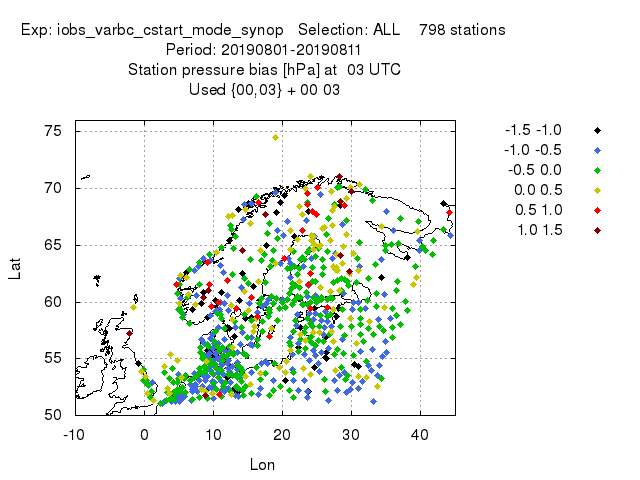 Exp: iobs_varbc_cstart_mode_synop   Selection: ALL    798 stations
Period: 20190801-20190811
Station pressure bias [hPa] at  03 UTC
Used {00,03} + 00 03
-1.5 -1.0
-1.0 -0.5
-0.5 0.0
0.0 0.5
0.5 1.0
1.0 1.5
75
70
65
60
55
50
Lat
-10 0 10 20 30 40
Lon